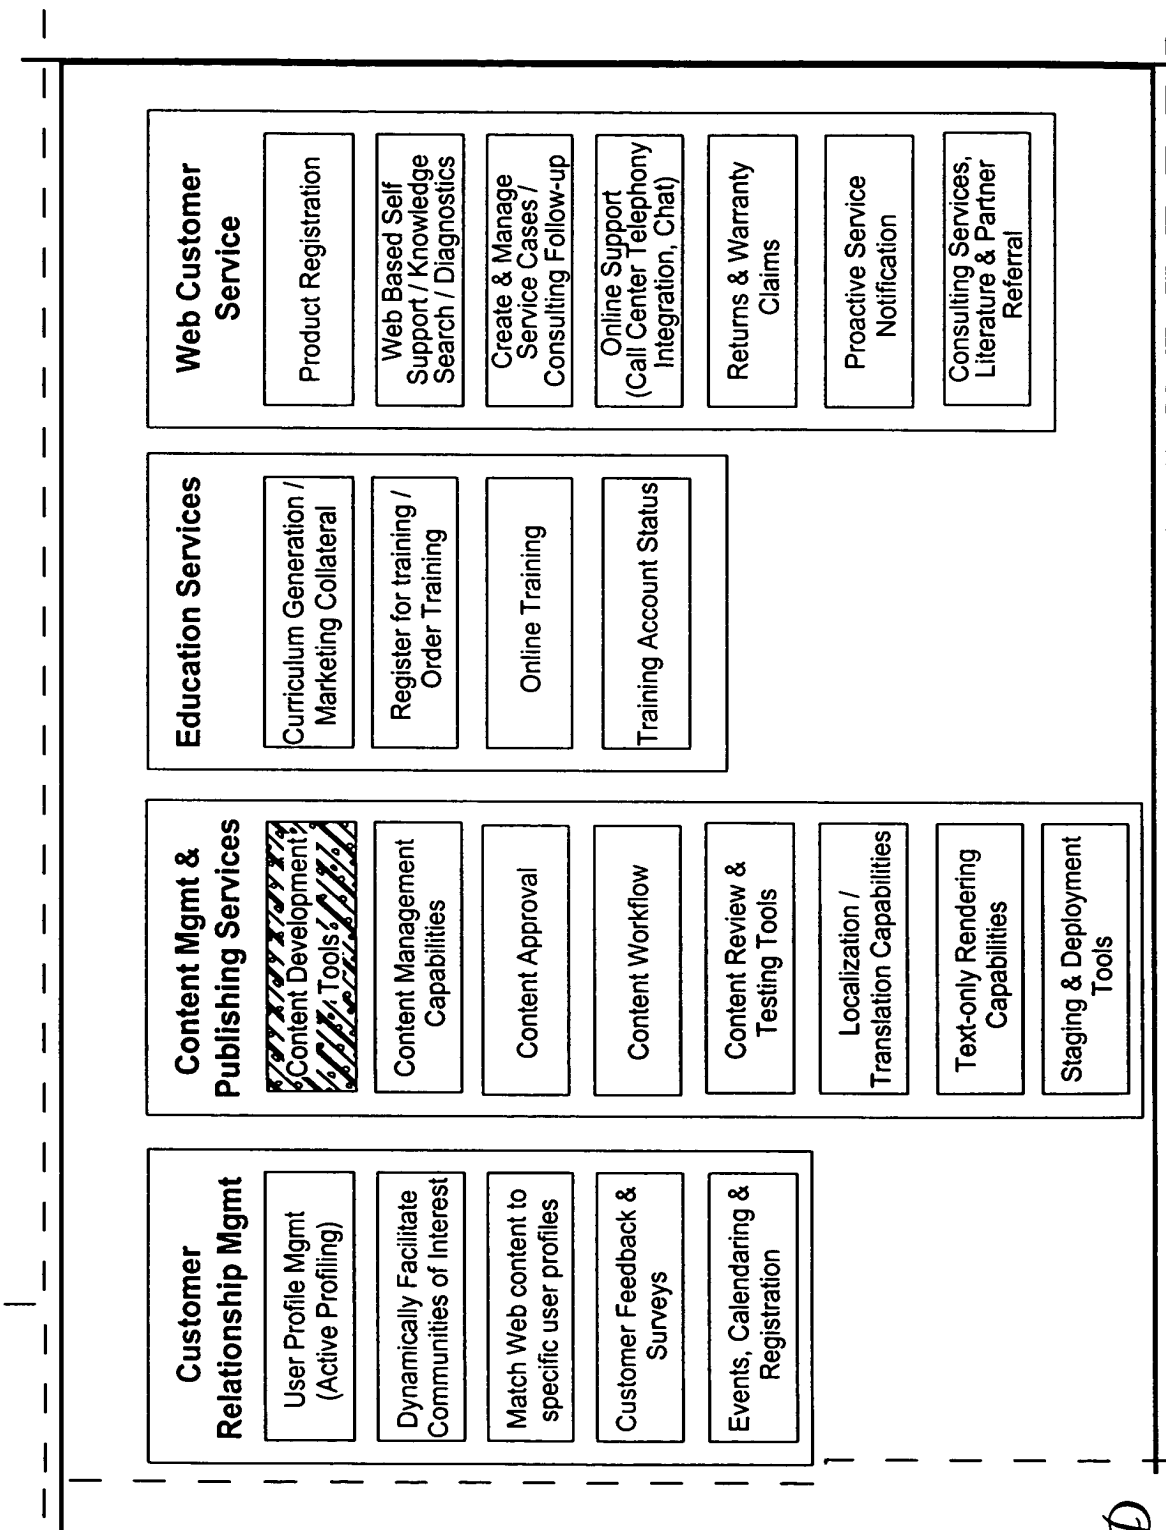 Customer
Relationship Mgmt
User Profile Mgmt
(Active Profiling)
Dynamically Facilitate
Communities of Interest
Match Web content to
specific user profiles
Customer Feedback &
Surveys
Events, Calendaring &
Registration
Content Mgmt &
Publishing Services
Content Development
Tools
Content Management
Capabilities
Content Approval
Content Workflow
Content Review &
Testing Tools
Localization /
Translation Capabilities
Text-only Rendering
Capabilities
Staging & Deployment
Tools
Education Services
Curriculum Generation /
Marketing Collateral
Register for training /
Order Training
Online Training
Training Account Status
Web Customer
Service
Product Registration
Web Based Self
Support / Knowledge
Search / Diagnostics
Create & Manage
Service Cases /
Consulting Follow-up
Online Support
(Call Center Telephony
Integration, Chat)
Returns & Warranty
Claims
Proactive Service
Notification
Consulting Services,
Literature & Partner
Referral